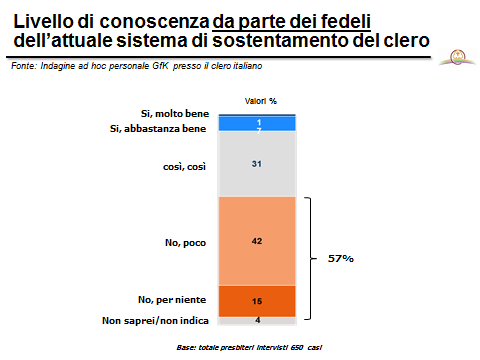 Livello di conoscenza da parte dei fedeli
dell'attuale sistema di sostentamento del clero
Fonte: Indagine ad hoc personale GfK presso il clero italiano
Valori %
Si, molto bene
1
Si, abbastanza bene
7
così, così
31
No, poco
42
57%
No, per niente
15
Non saprei/non indica
4
Base: totale presbiteri intervisti 650 casi